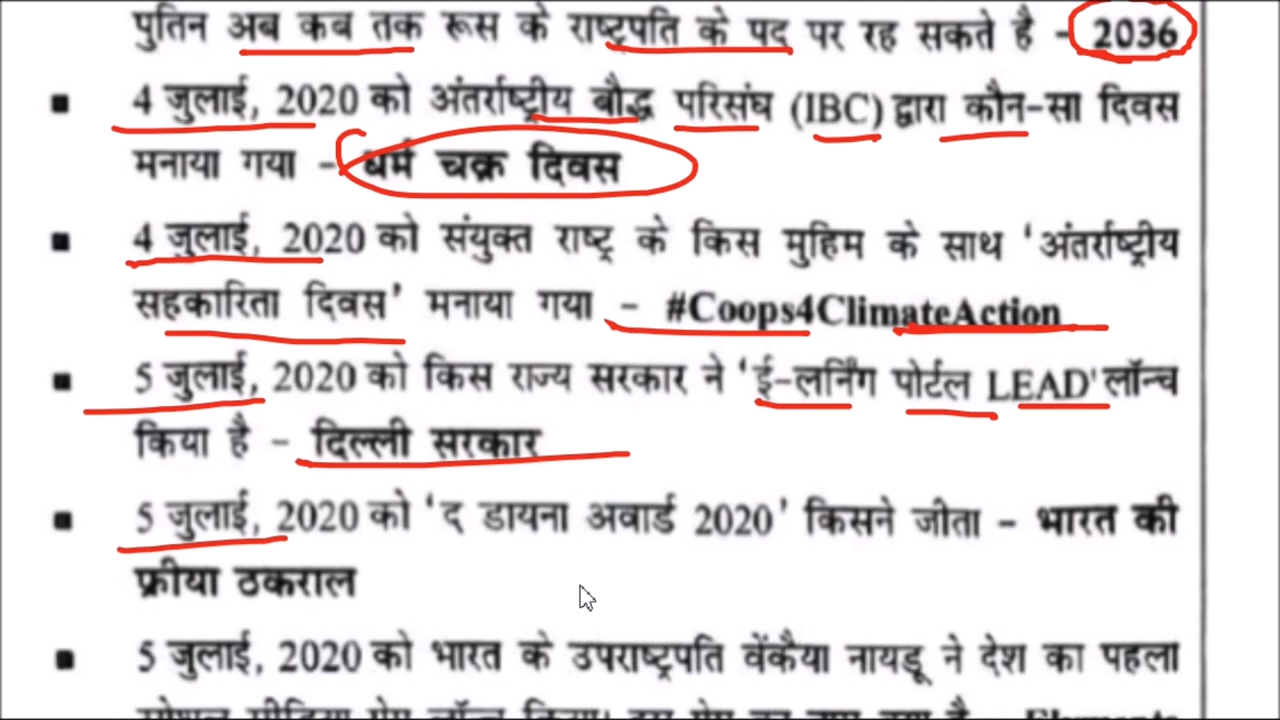 पुतिन अब कब तक रूस के राष्ट्रपति के पद पर रह सकते है - 2036
■ 4 जुलाई, 2020 को अंतर्राष्ट्रीय बौद्ध परिसंघ (IBC) द्वारा कौन-सा दिवस
मनाया गया - धर्म चक्र दिवस
■ 4 जुलाई, 2020 को संयुक्त राष्ट्र के किस मुहिम के साथ 'अंतर्राष्ट्रीय
सहकारिता दिवस' मनाया गया - #Coops4ClimateAction
■ 5 जुलाई, 2020 को किस राज्य सरकार ने 'ई-लर्निंग पोर्टल LEAD' लॉन्च
किया है - दिल्ली सरकार
■ 5 जुलाई, 2020 को 'द डायना अवार्ड 2020' किसने जीता - भारत की
फ्रीया ठकराल
■ 5 जुलाई, 2020 को भारत के उपराष्ट्रपति वेंकैया नायडू ने देश का पहला